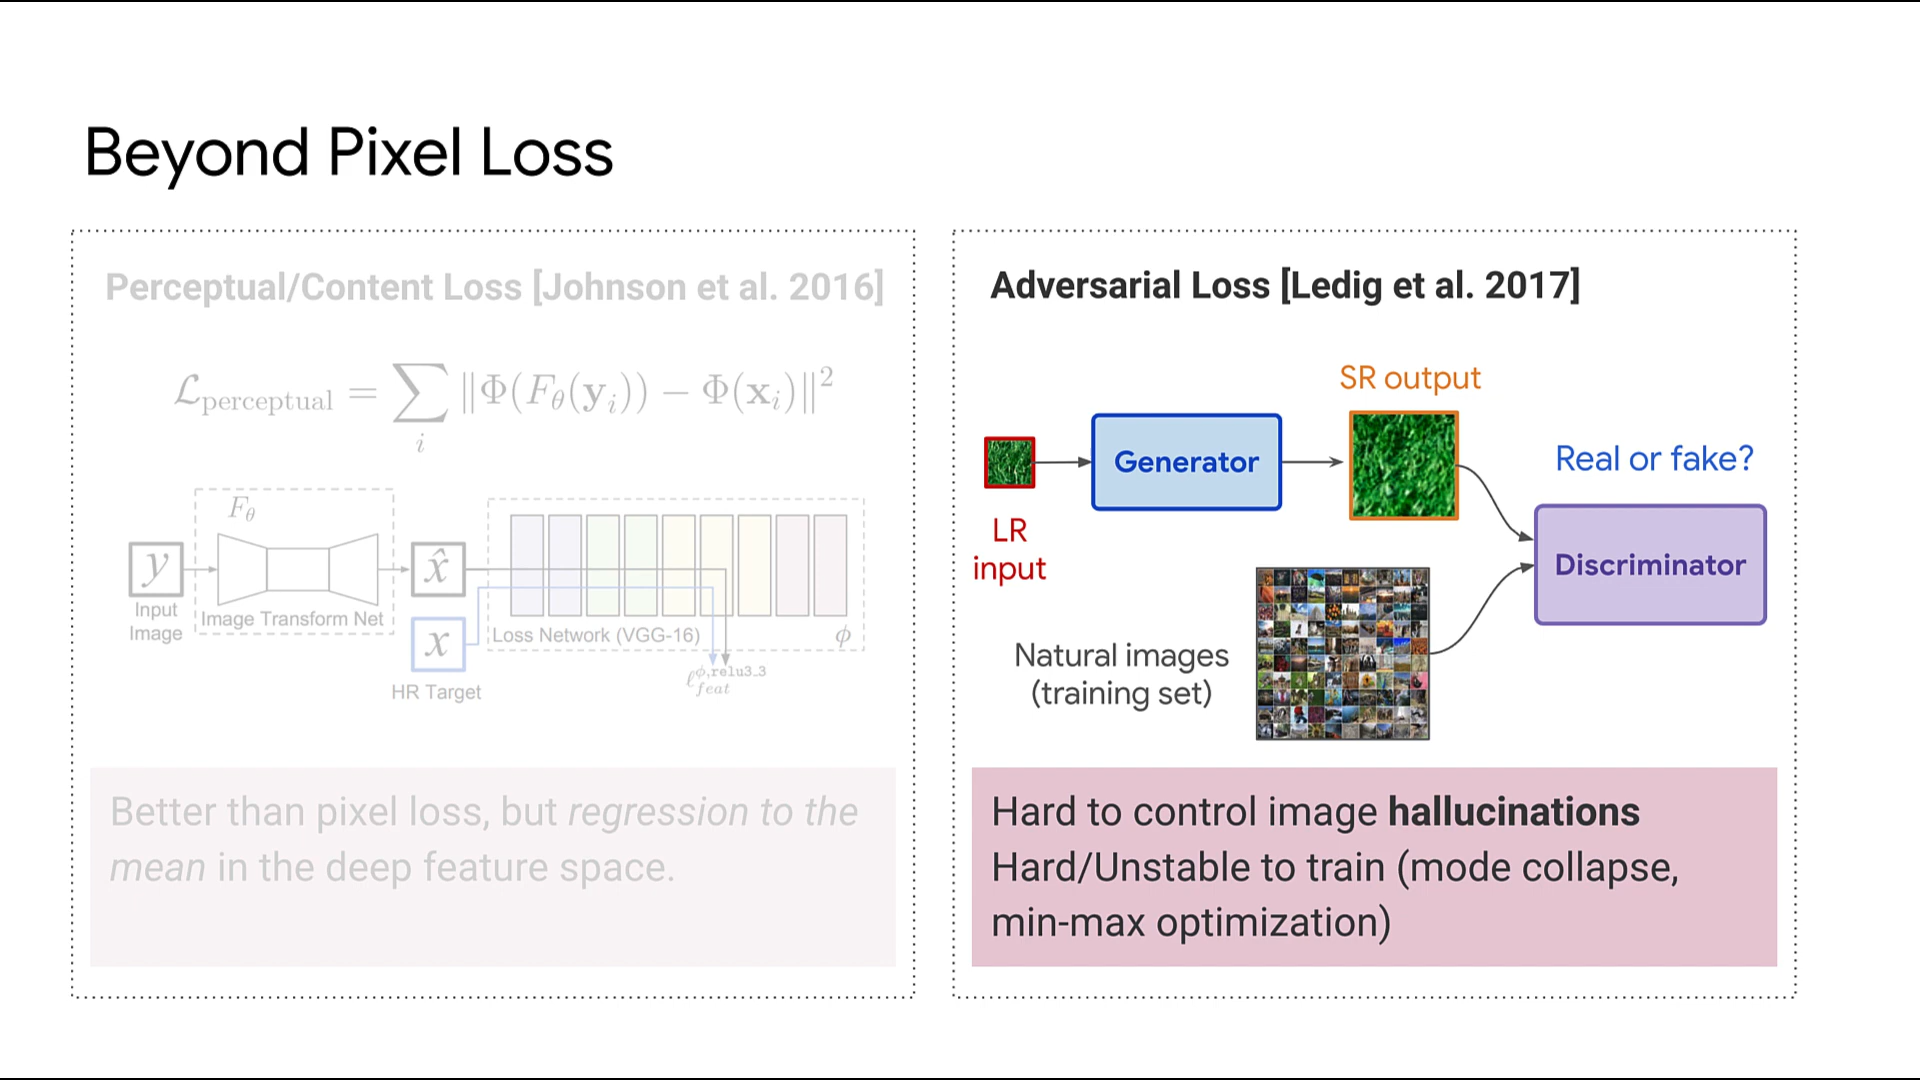 Beyond Pixel Loss
Perceptual/Content Loss [Johnson et al. 2016]
ℒperceptual = ∑i ‖Φ(Fθ(yi)) − Φ(xi)‖²
Fθ
y
Input
Image
Image Transform Net
x̂
x
HR Target
Loss Network (VGG-16)
ϕ
ℓfeat^ϕ,relu3_3
Better than pixel loss, but regression to the
mean in the deep feature space.
Adversarial Loss [Ledig et al. 2017]
SR output
Generator
LR
input
Real or fake?
Discriminator
Natural images
(training set)
Hard to control image hallucinations
Hard/Unstable to train (mode collapse,
min-max optimization)